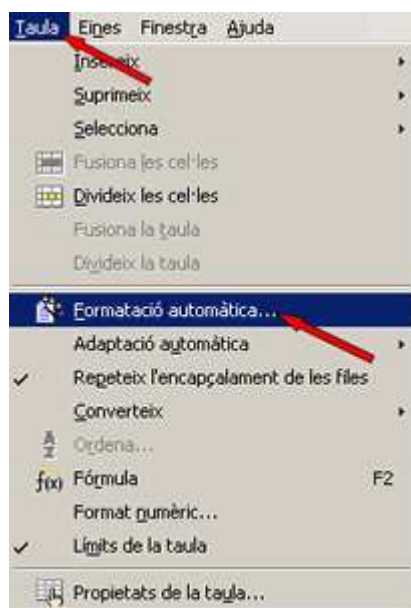 Taula Eines Finestra Ajuda
Insereix
Suprimeix
Selecciona
Fusiona les cel·les
Divideix les cel·les
Fusiona la taula
Divideix la taula
Formatació automàtica...
Adaptació automàtica
Repeteix l'encapçalament de les files
Converteix
Ordena...
Fórmula F2
Format numèric...
Límits de la taula
Propietats de la taula...